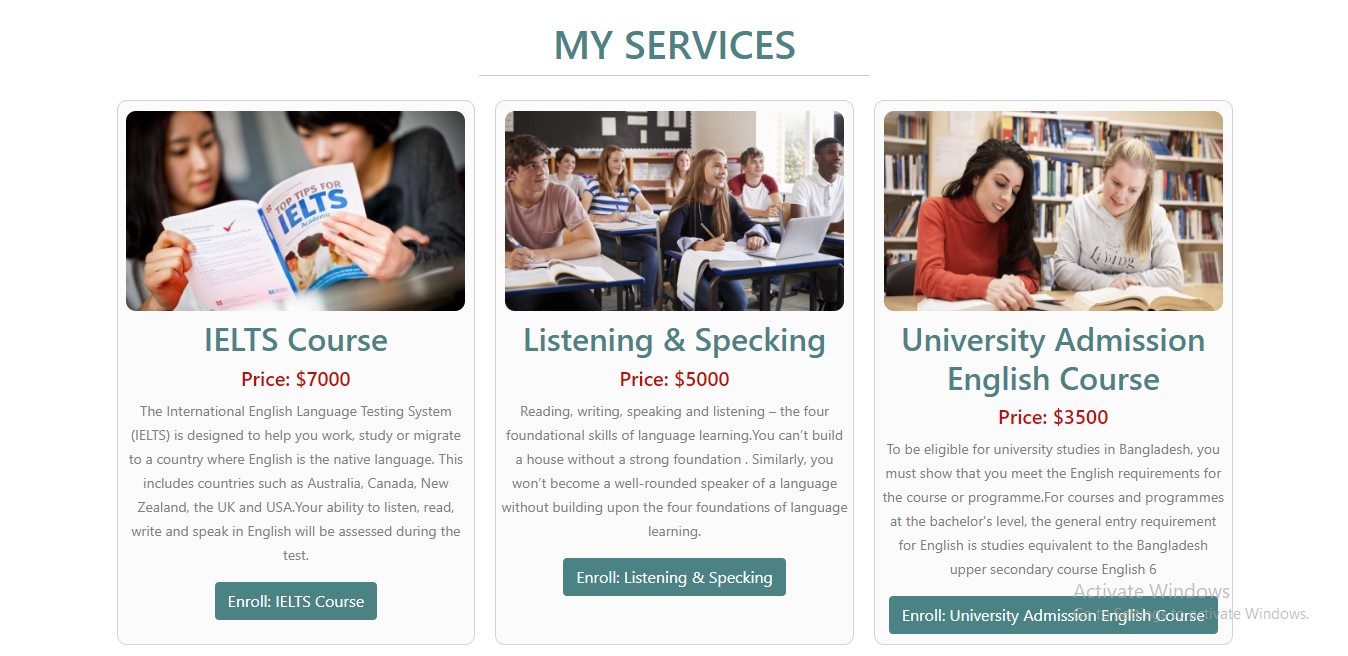 MY SERVICES
TOP TIPS FOR
IELTS
Academic
IELTS Course
Price: $7000
The International English Language Testing System
(IELTS) is designed to help you work, study or migrate
to a country where English is the native language. This
includes countries such as Australia, Canada, New
Zealand, the UK and USA.Your ability to listen, read,
write and speak in English will be assessed during the
test.
Enroll: IELTS Course
Listening & Specking
Price: $5000
Reading, writing, speaking and listening – the four
foundational skills of language learning.You can’t build
a house without a strong foundation . Similarly, you
won’t become a well-rounded speaker of a language
without building upon the four foundations of language
learning.
Enroll: Listening & Specking
Living
University Admission
English Course
Price: $3500
To be eligible for university studies in Bangladesh, you
must show that you meet the English requirements for
the course or programme.For courses and programmes
at the bachelor's level, the general entry requirement
for English is studies equivalent to the Bangladesh
upper secondary course English 6
Enroll: University Admission English Course
Activate Windows
Go to Settings to activate Windows.